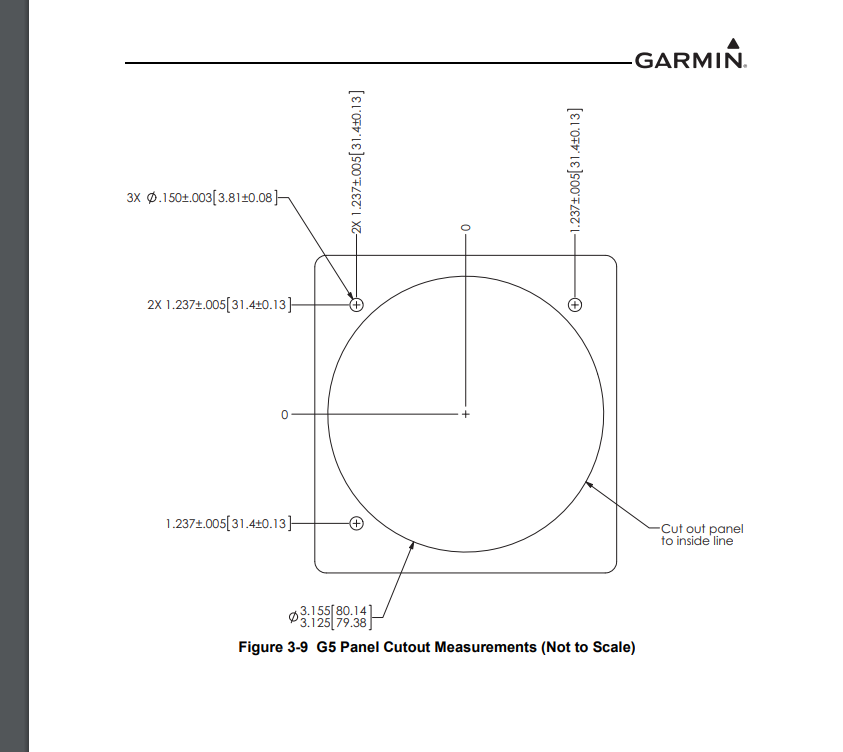 GARMIN.
2X 1.237±.005[31.4±0.13]
1.237±.005[31.4±0.13]
3X Ø.150±.003[3.81±0.08]
0
2X 1.237±.005[31.4±0.13]
0
1.237±.005[31.4±0.13]
Cut out panel
to inside line
Ø3.155[80.14]
3.125[79.38]
Figure 3-9 G5 Panel Cutout Measurements (Not to Scale)